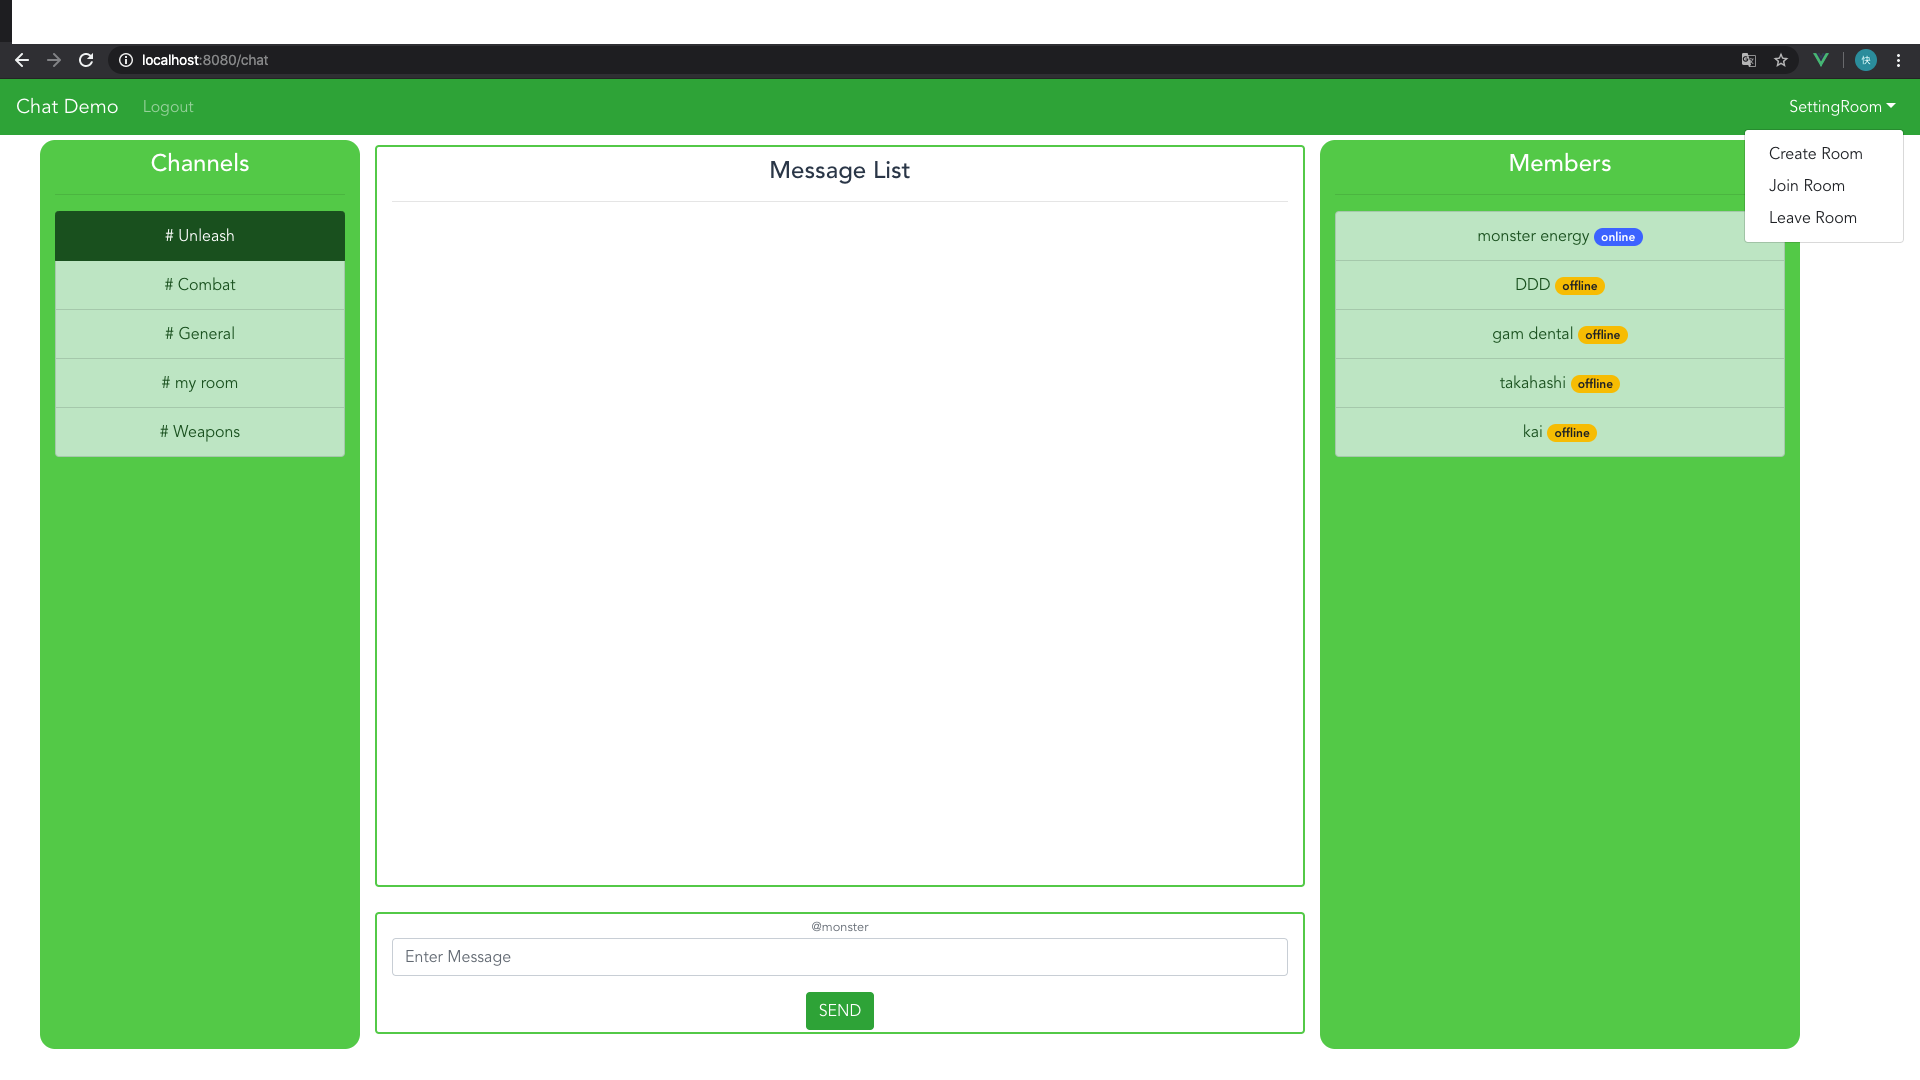 localhost:8080/chat
快
Chat Demo
Logout
SettingRoom
Create Room
Join Room
Leave Room
Channels
# Unleash
# Combat
# General
# my room
# Weapons
Message List
@monster
Enter Message
SEND
Members
monster energy online
DDD offline
gam dental offline
takahashi offline
kai offline